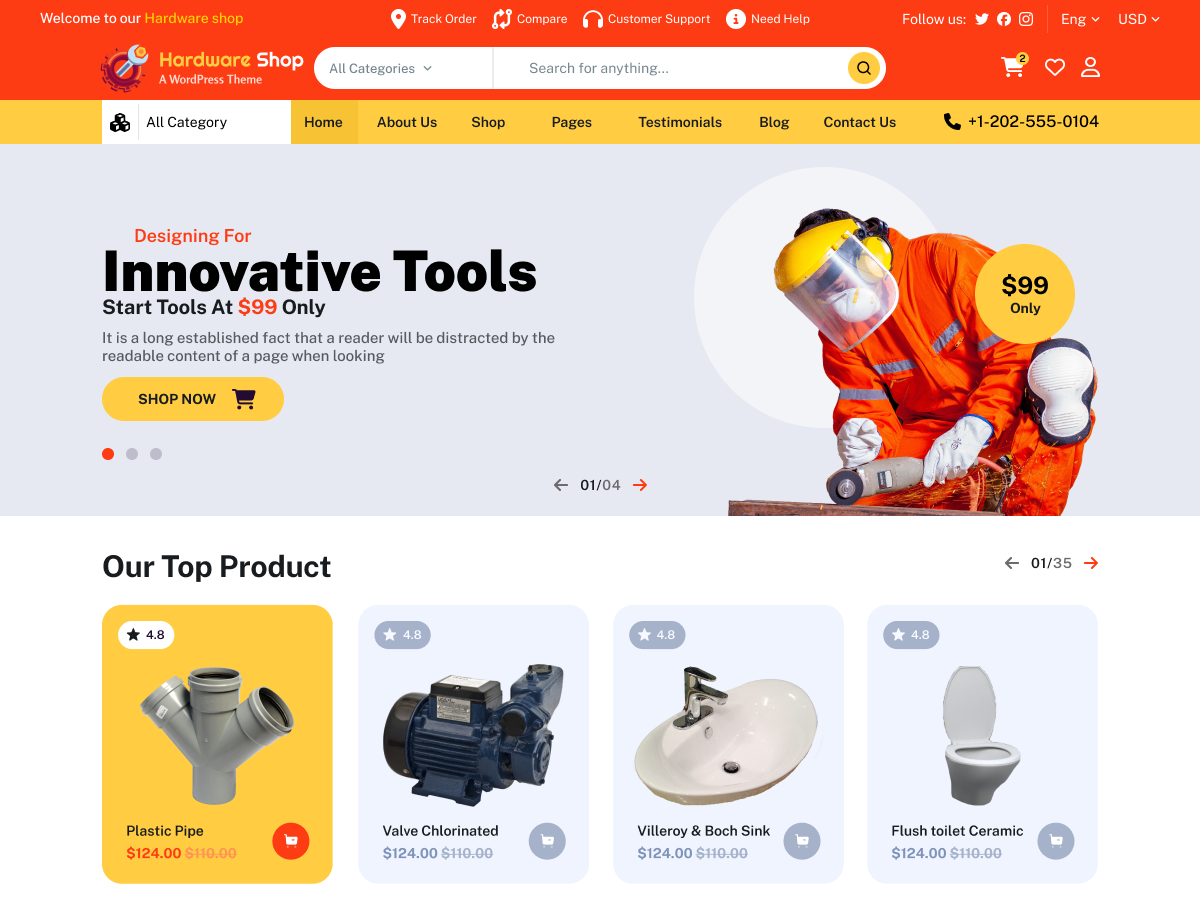 Welcome to our Hardware shop
Track Order
Compare
Customer Support
Need Help
Follow us:
Eng
USD
Hardware Shop
A WordPress Theme
All Categories
Search for anything...
2
All Category
Home
About Us
Shop
Pages
Testimonials
Blog
Contact Us
+1-202-555-0104
Designing For
Innovative Tools
Start Tools At $99 Only
It is a long established fact that a reader will be distracted by the
readable content of a page when looking
SHOP NOW
$99
Only
01/04
Our Top Product
01/35
4.8
4.8
4.8
4.8
Plastic Pipe
$124.00 $110.00
Valve Chlorinated
$124.00 $110.00
Villeroy & Boch Sink
$124.00 $110.00
Flush toilet Ceramic
$124.00 $110.00